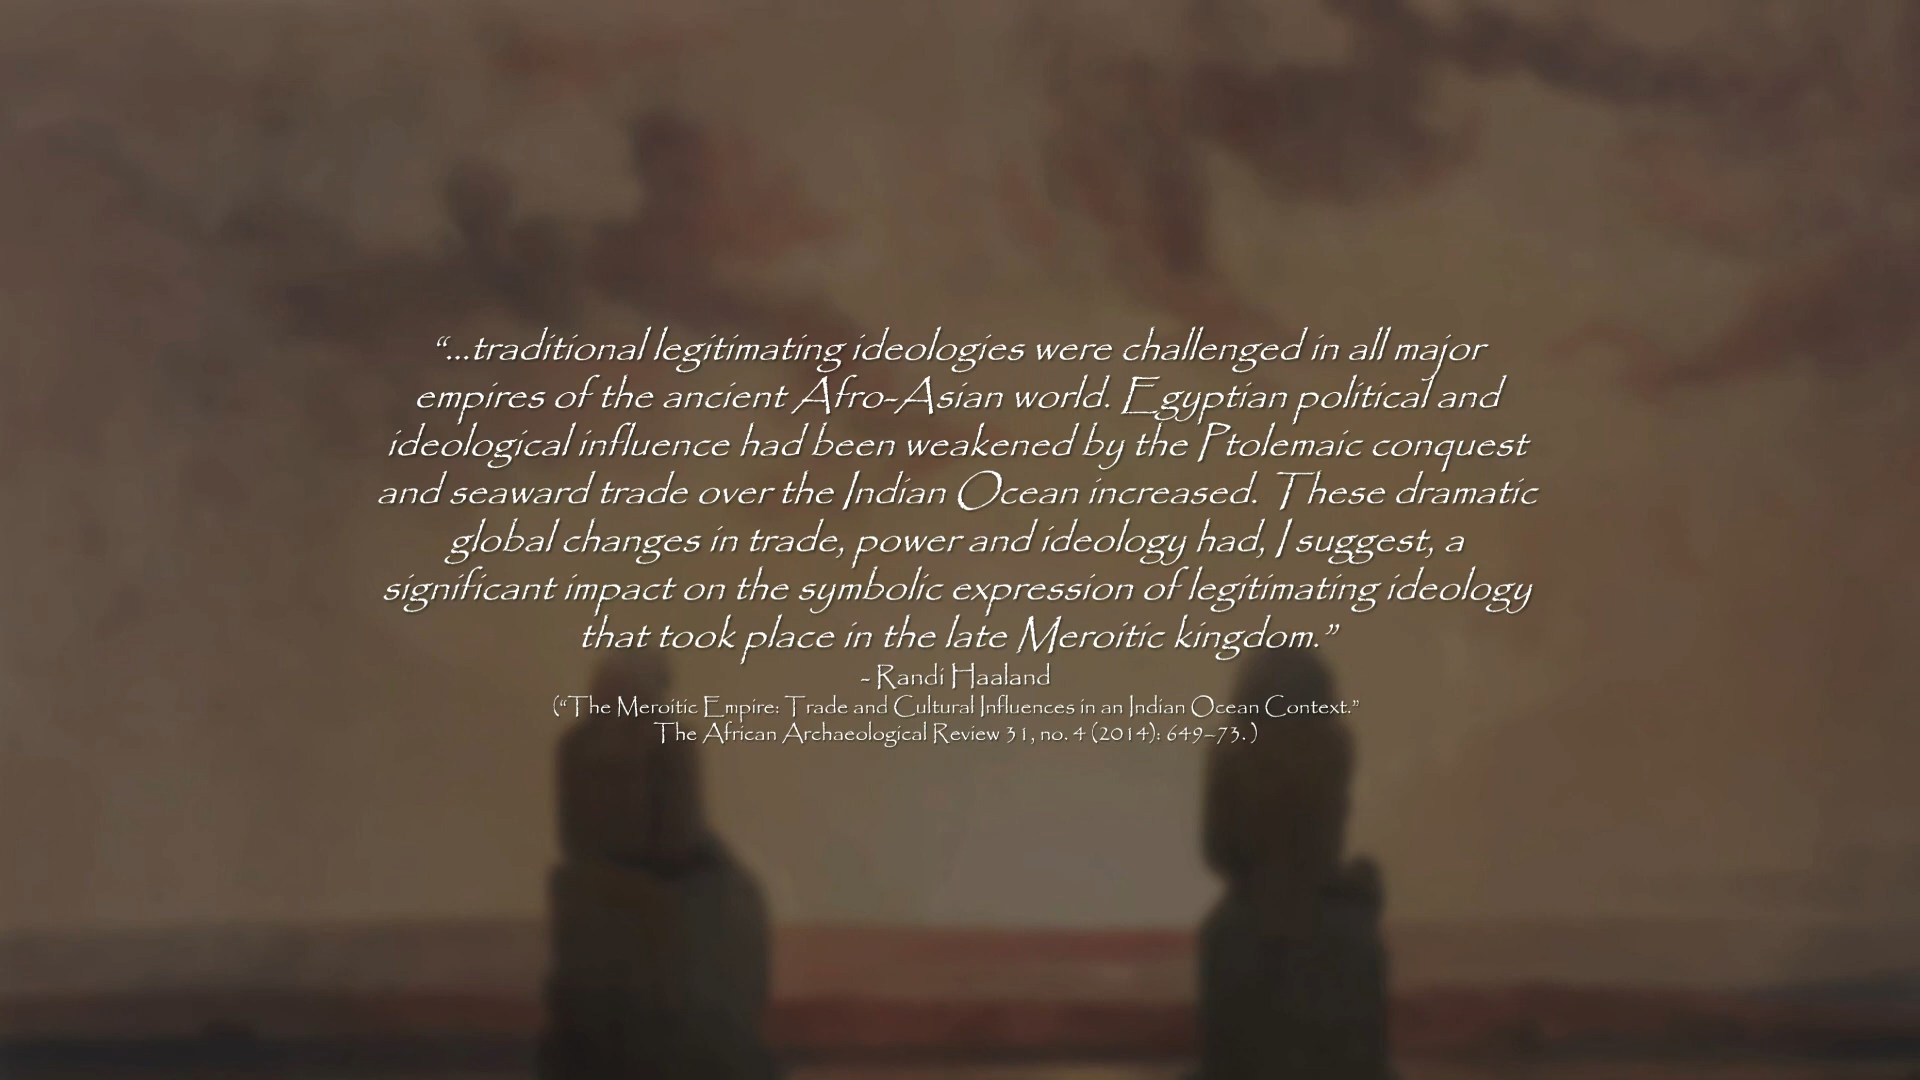 “...traditional legitimating ideologies were challenged in all major
empires of the ancient Afro-Asian world. Egyptian political and
ideological influence had been weakened by the Ptolemaic conquest
and seaward trade over the Indian Ocean increased. These dramatic
global changes in trade, power and ideology had, I suggest, a
significant impact on the symbolic expression of legitimating ideology
that took place in the late Meroitic kingdom.”
- Randi Haaland
(“The Meroitic Empire: Trade and Cultural Influences in an Indian Ocean Context.”
The African Archaeological Review 31, no. 4 (2014): 649–73. )